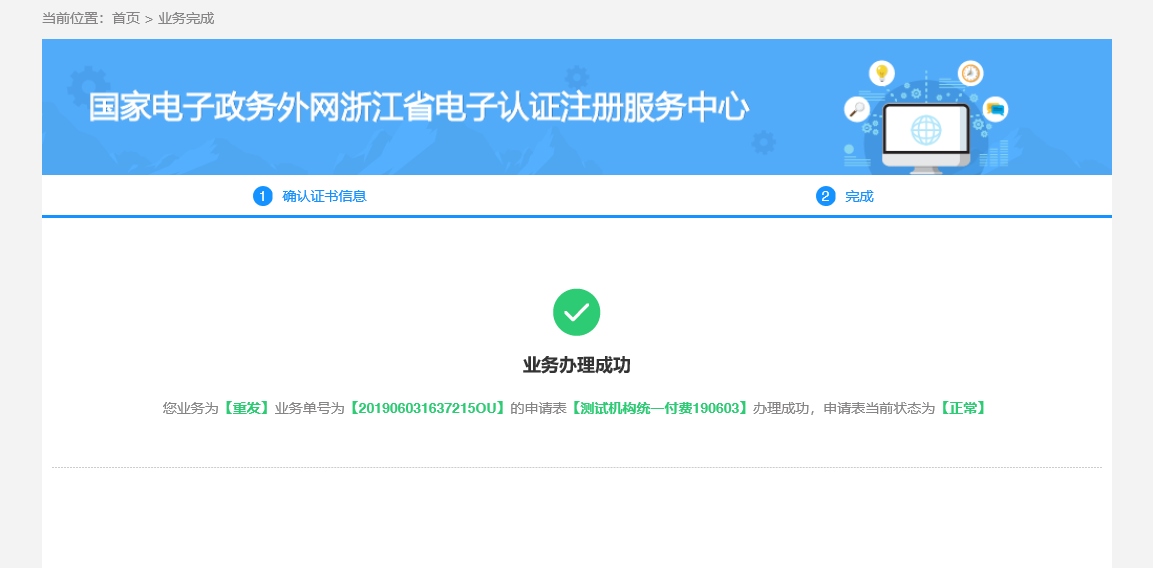 当前位置：首页 > 业务完成
国家电子政务外网浙江省电子认证注册服务中心
1 确认证书信息
2 完成
业务办理成功
您业务为【重发】业务单号为【201906031637215OU】的申请表【测试机构统一付费190603】办理成功，申请表当前状态为【正常】